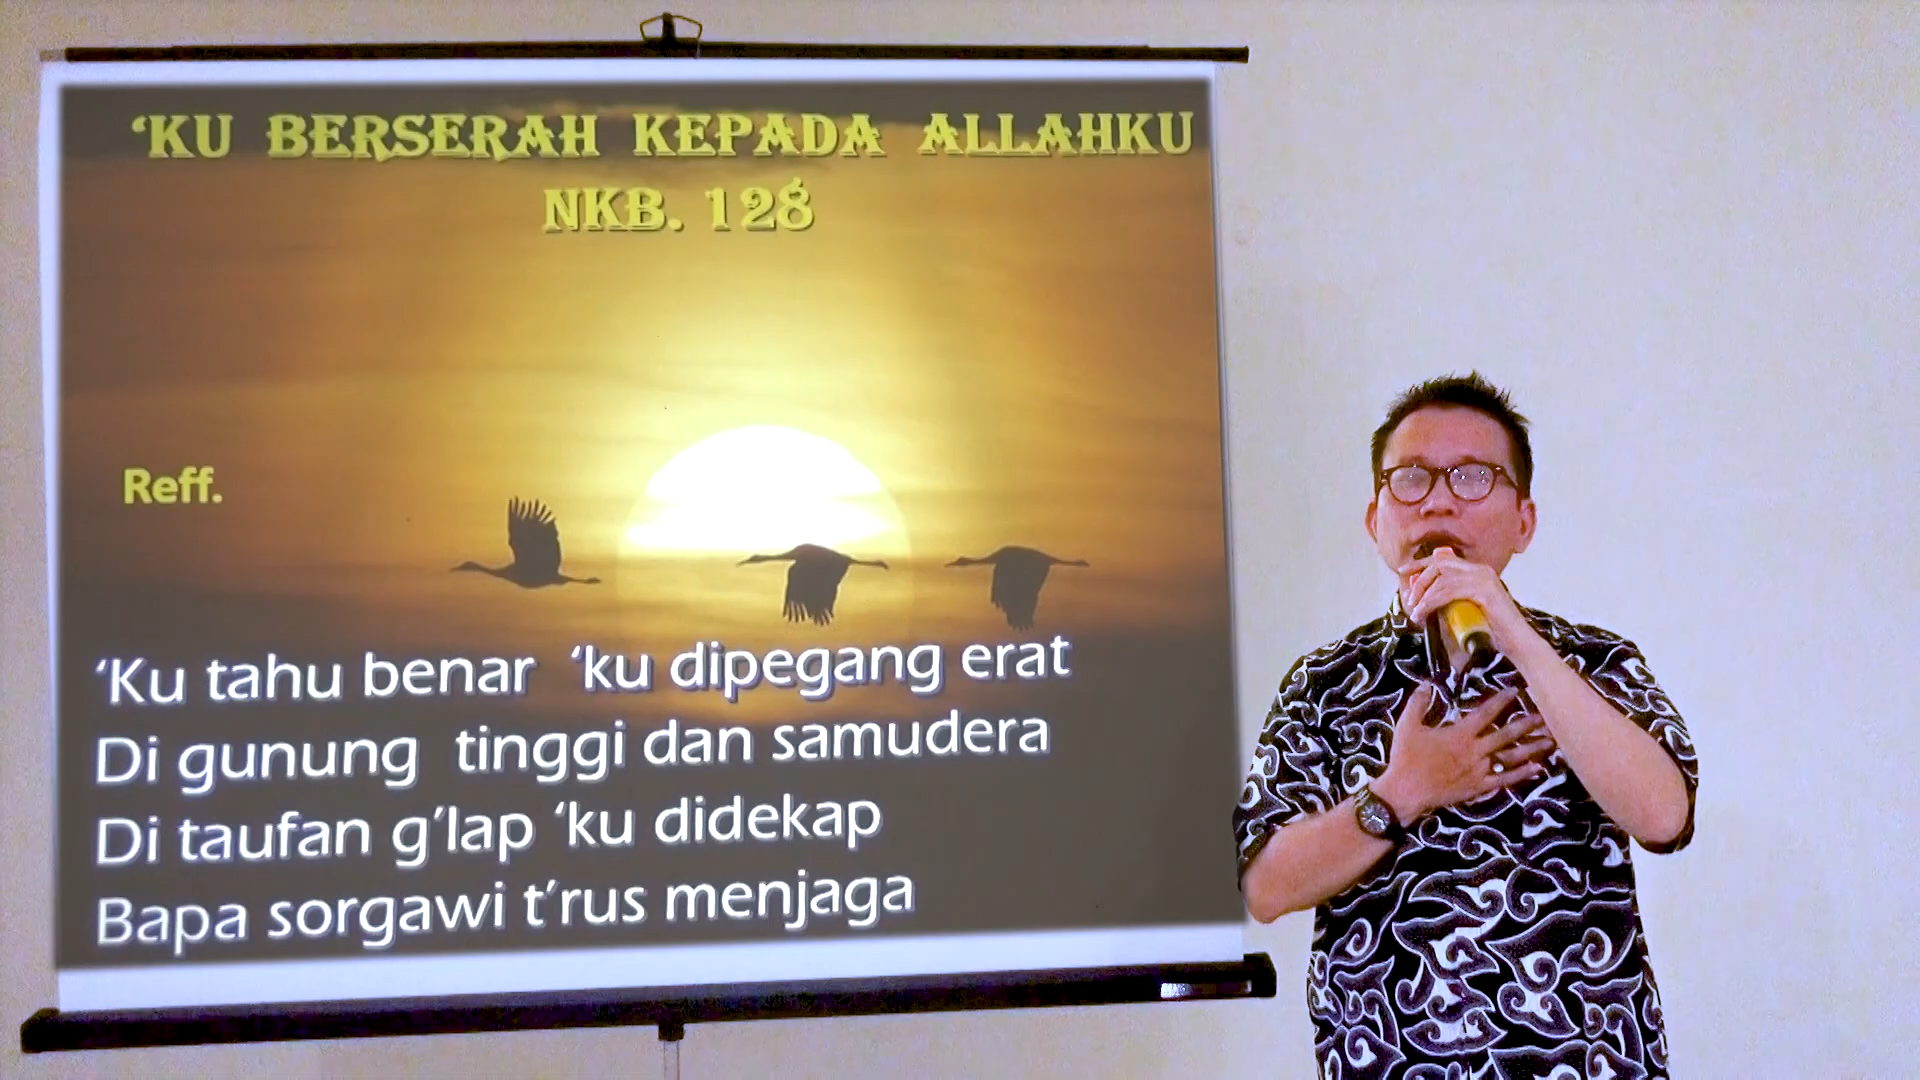 ‘KU BERSERAH KEPADA ALLAHKU
NKB. 128
Reff.
‘Ku tahu benar ‘ku dipegang erat
Di gunung tinggi dan samudera
Di taufan g’lap ‘ku didekap
Bapa sorgawi t’rus menjaga